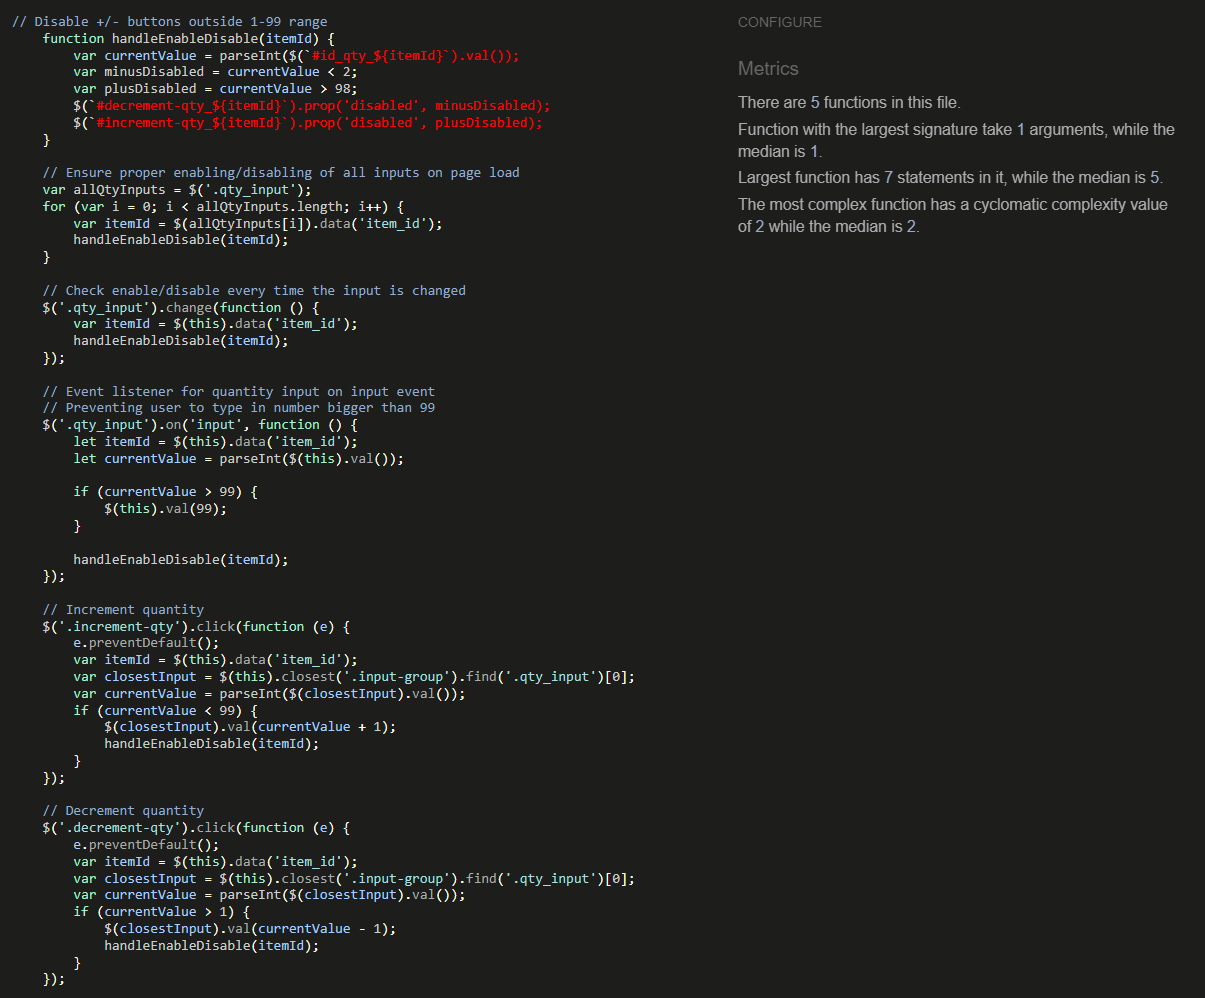 // Disable +/- buttons outside 1-99 range
    function handleEnableDisable(itemId) {
        var currentValue = parseInt($(`#id_qty_${itemId}`).val());
        var minusDisabled = currentValue < 2;
        var plusDisabled = currentValue > 98;
        $(`#decrement-qty_${itemId}`).prop('disabled', minusDisabled);
        $(`#increment-qty_${itemId}`).prop('disabled', plusDisabled);
    }

    // Ensure proper enabling/disabling of all inputs on page load
    var allQtyInputs = $('.qty_input');
    for (var i = 0; i < allQtyInputs.length; i++) {
        var itemId = $(allQtyInputs[i]).data('item_id');
        handleEnableDisable(itemId);
    }

    // Check enable/disable every time the input is changed
    $('.qty_input').change(function () {
        var itemId = $(this).data('item_id');
        handleEnableDisable(itemId);
    });

    // Event listener for quantity input on input event
    // Preventing user to type in number bigger than 99
    $('.qty_input').on('input', function () {
        let itemId = $(this).data('item_id');
        let currentValue = parseInt($(this).val());

        if (currentValue > 99) {
            $(this).val(99);
        }

        handleEnableDisable(itemId);
    });

    // Increment quantity
    $('.increment-qty').click(function (e) {
        e.preventDefault();
        var itemId = $(this).data('item_id');
        var closestInput = $(this).closest('.input-group').find('.qty_input')[0];
        var currentValue = parseInt($(closestInput).val());
        if (currentValue < 99) {
            $(closestInput).val(currentValue + 1);
            handleEnableDisable(itemId);
        }
    });

    // Decrement quantity
    $('.decrement-qty').click(function (e) {
        e.preventDefault();
        var itemId = $(this).data('item_id');
        var closestInput = $(this).closest('.input-group').find('.qty_input')[0];
        var currentValue = parseInt($(closestInput).val());
        if (currentValue > 1) {
            $(closestInput).val(currentValue - 1);
            handleEnableDisable(itemId);
        }
    });
CONFIGURE
Metrics
There are 5 functions in this file.
Function with the largest signature take 1 arguments, while the
median is 1.
Largest function has 7 statements in it, while the median is 5.
The most complex function has a cyclomatic complexity value
of 2 while the median is 2.